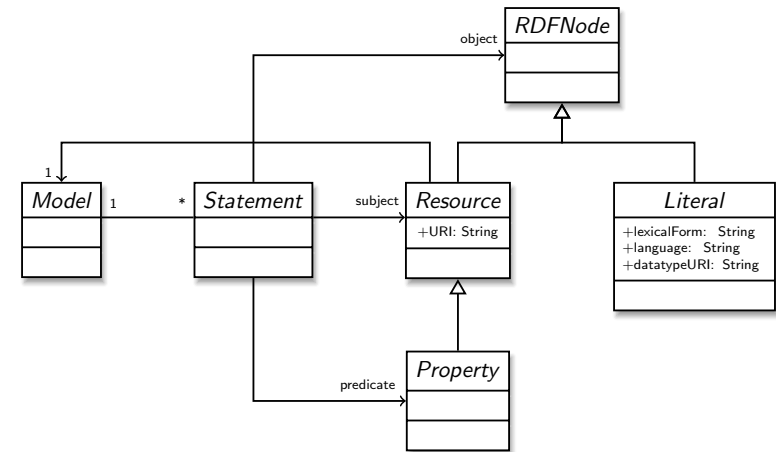 RDFNode
object
1
Model
1
*
Statement
subject
Resource
+URI: String
Literal
+lexicalForm: String
+language: String
+datatypeURI: String
Property
predicate